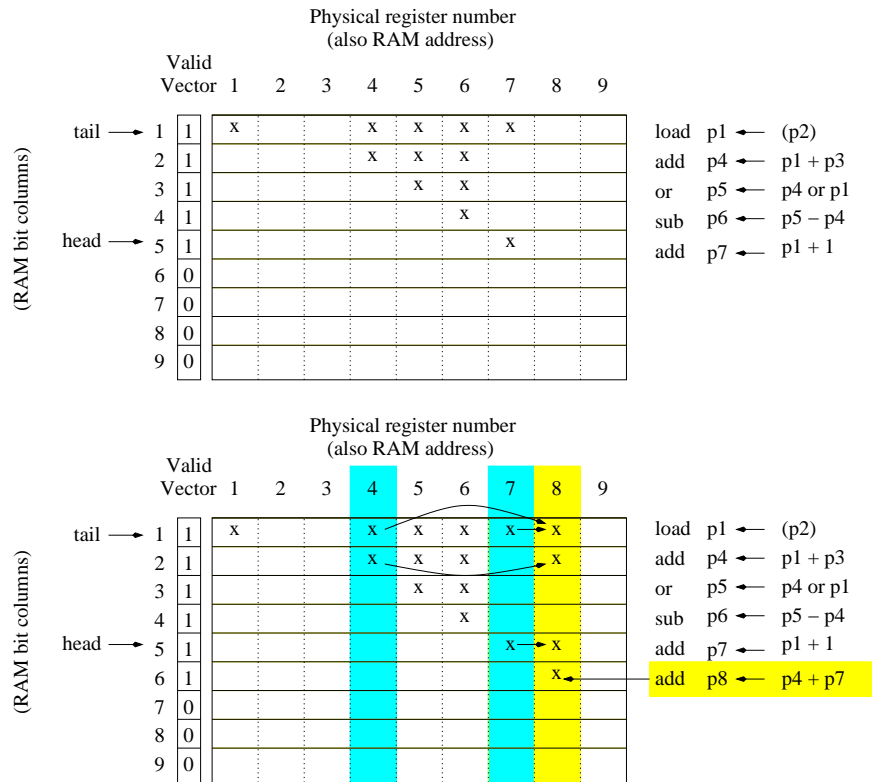 Physical register number
(also RAM address)
Valid
Vector 1 2 3 4 5 6 7 8 9
(RAM bit columns)
tail 1 1 x x x x x load p1 (p2)
2 1 x x x add p4 p1 + p3
3 1 x x or p5 p4 or p1
4 1 x sub p6 p5 – p4
head 5 1 x add p7 p1 + 1
6 0
7 0
8 0
9 0
Physical register number
(also RAM address)
Valid
Vector 1 2 3 4 5 6 7 8 9
(RAM bit columns)
tail 1 1 x x x x x x load p1 (p2)
2 1 x x x x add p4 p1 + p3
3 1 x x or p5 p4 or p1
4 1 x sub p6 p5 – p4
head 5 1 x x add p7 p1 + 1
6 1 x add p8 p4 + p7
7 0
8 0
9 0